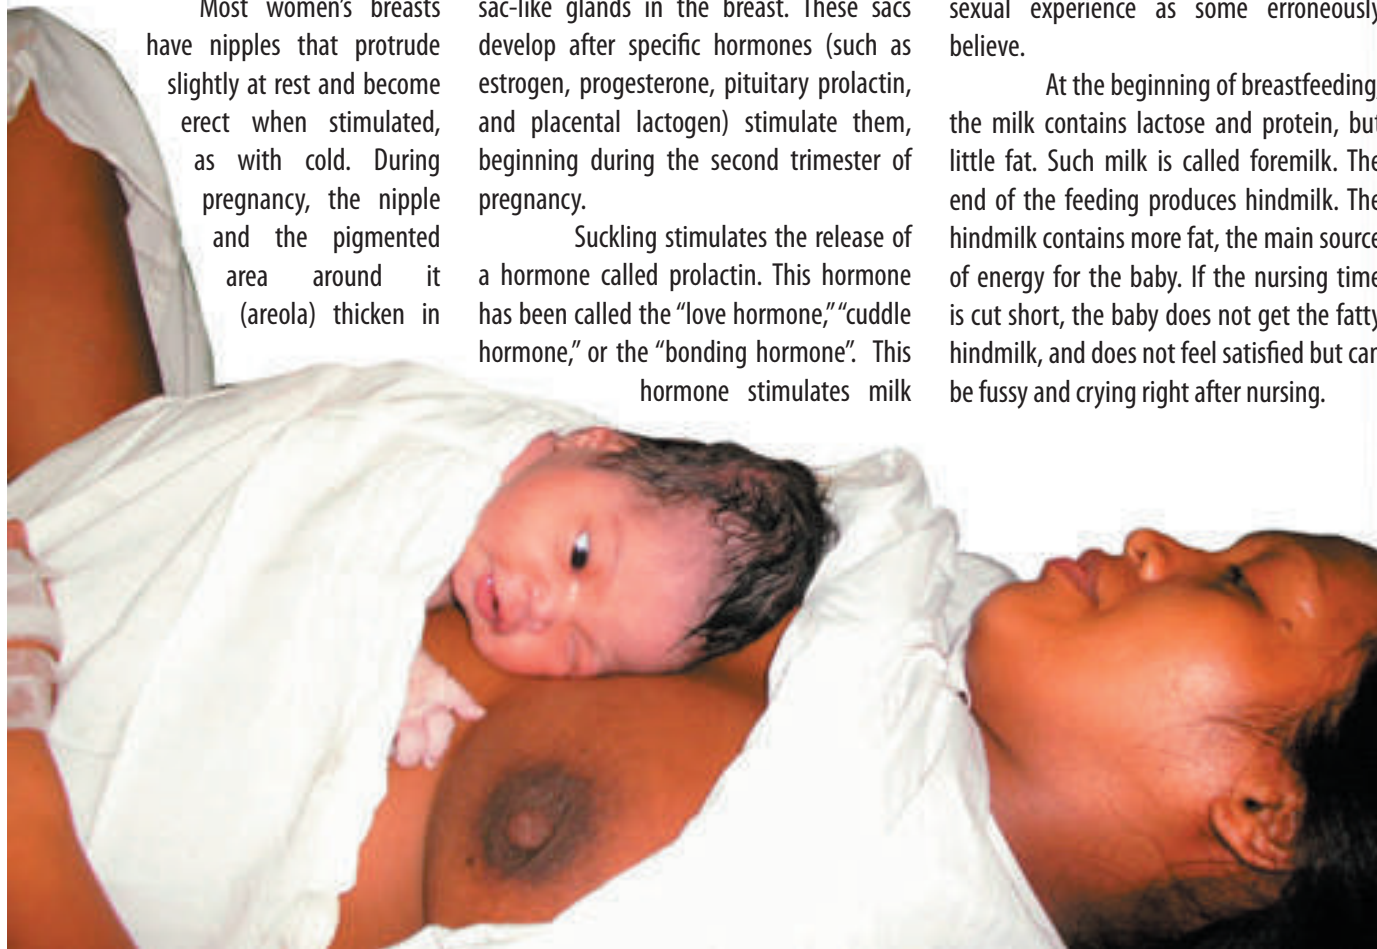 Most women's breasts
have nipples that protrude
slightly at rest and become
erect when stimulated,
as with cold. During
pregnancy, the nipple
and the pigmented
area around it
(areola) thicken in
sac-like glands in the breast. These sacs
develop after specific hormones (such as
estrogen, progesterone, pituitary prolactin,
and placental lactogen) stimulate them,
beginning during the second trimester of
pregnancy.
Suckling stimulates the release of
a hormone called prolactin. This hormone
has been called the “love hormone,” “cuddle
hormone,” or the “bonding hormone”. This
hormone stimulates milk
sexual experience as some erroneously
believe.
At the beginning of breastfeeding,
the milk contains lactose and protein, but
little fat. Such milk is called foremilk. The
end of the feeding produces hindmilk. The
hindmilk contains more fat, the main source
of energy for the baby. If the nursing time
is cut short, the baby does not get the fatty
hindmilk, and does not feel satisfied but can
be fussy and crying right after nursing.